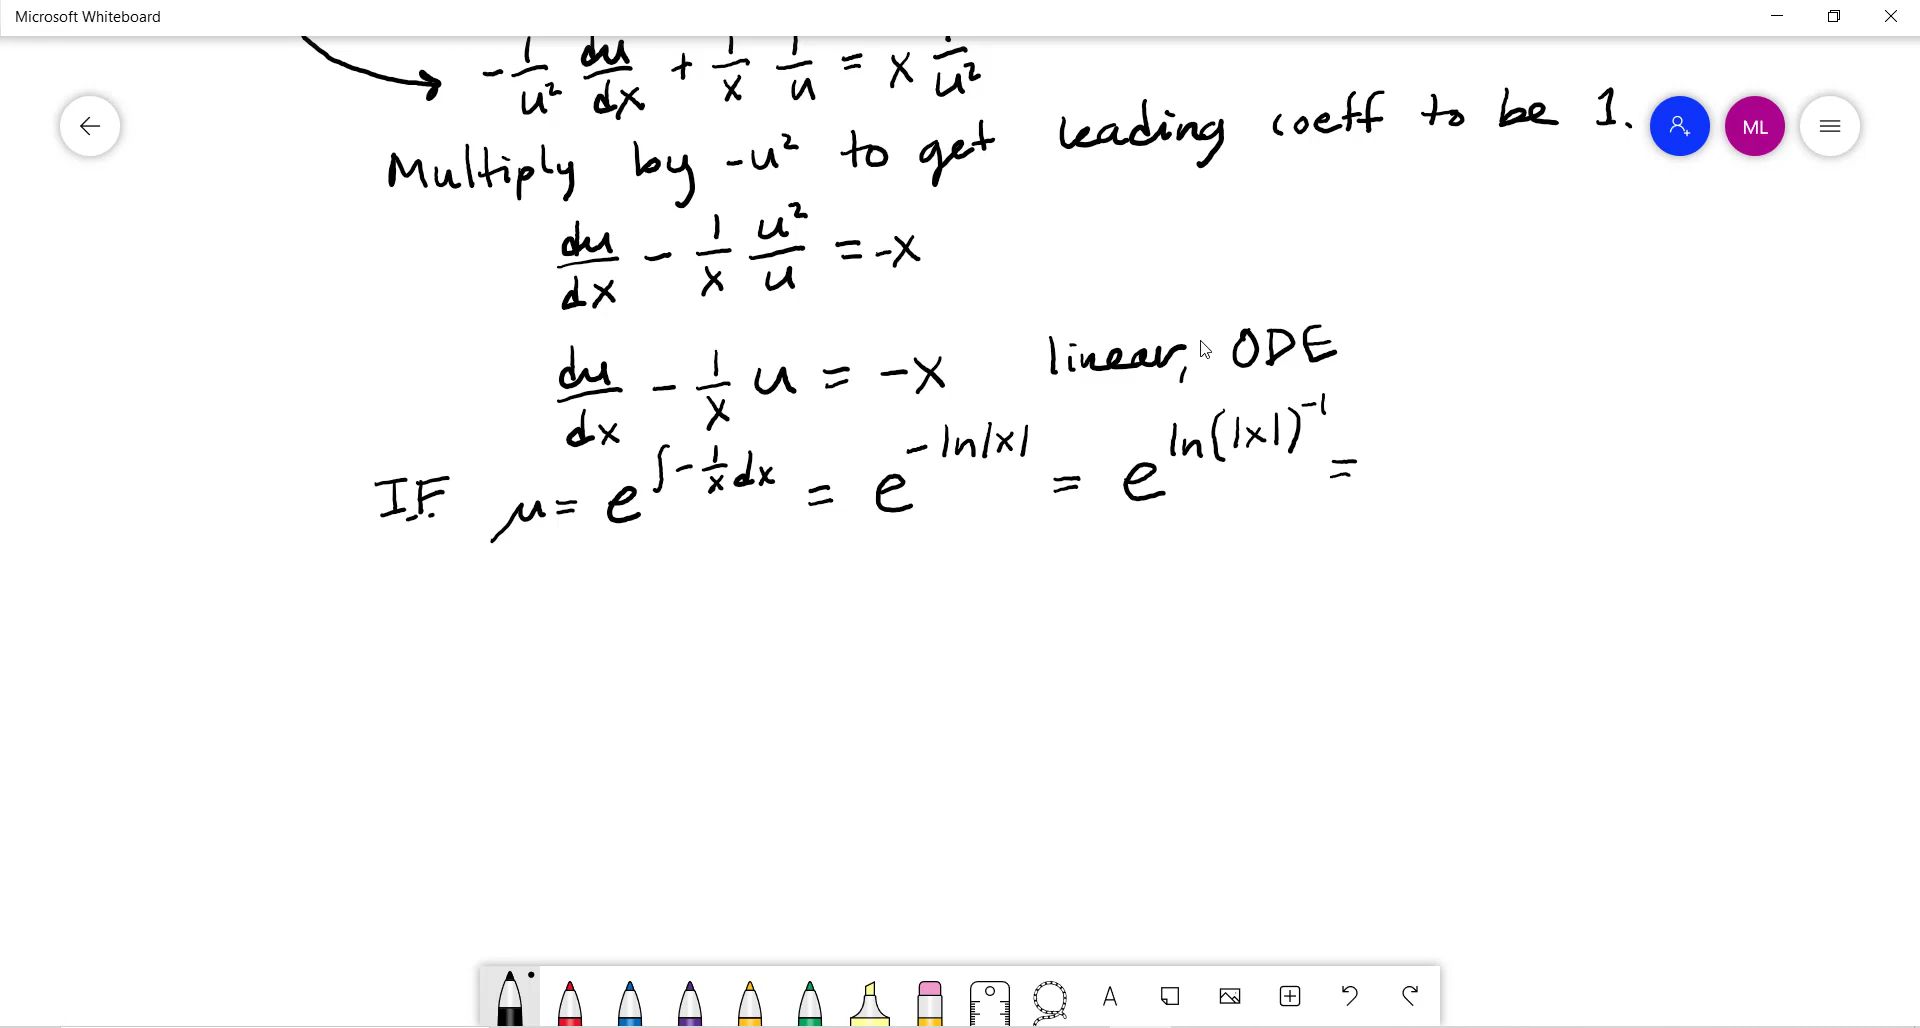 Microsoft Whiteboard
-1/u² du/dx + 1/x 1/u = x 1/u²
Multiply by -u² to get leading coeff to be 1.
ML
du/dx - 1/x u²/u = -x
du/dx - 1/x u = -x linear, ODE
I.F. μ = e^(∫ -1/x dx) = e^(-ln|x|) = e^(ln(|x|)^-1) =